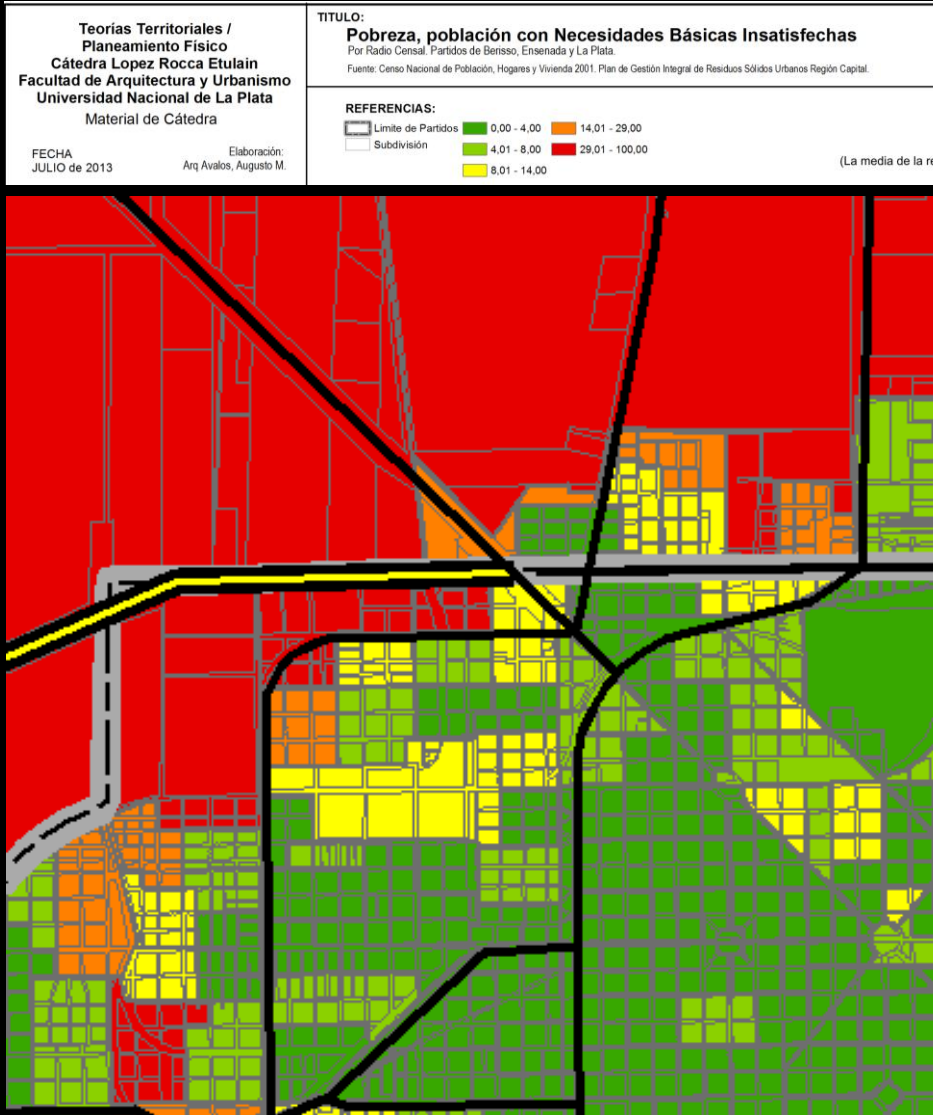 Teorías Territoriales /
Planeamiento Físico
Cátedra Lopez Rocca Etulain
Facultad de Arquitectura y Urbanismo
Universidad Nacional de La Plata
Material de Cátedra
FECHA
JULIO de 2013
Elaboración:
Arq Avalos, Augusto M.
TITULO:
Pobreza, población con Necesidades Básicas Insatisfechas
Por Radio Censal. Partidos de Berisso, Ensenada y La Plata.
Fuente: Censo Nacional de Población, Hogares y Vivienda 2001. Plan de Gestión Integral de Residuos Sólidos Urbanos Región Capital.
REFERENCIAS:
Limite de Partidos
Subdivisión
0,00 - 4,00
4,01 - 8,00
8,01 - 14,00
14,01 - 29,00
29,01 - 100,00
(La media de la re